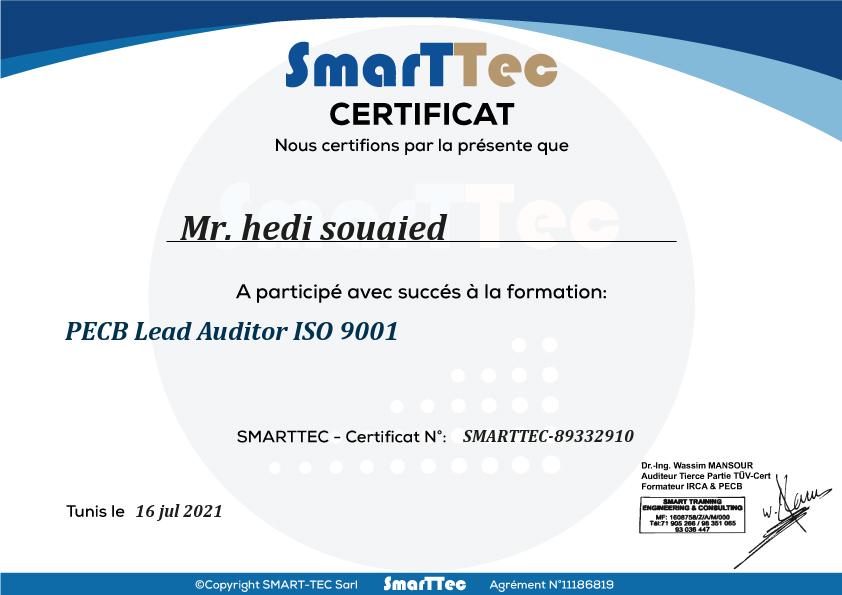 SmarTTec
CERTIFICAT
Nous certifions par la présente que
SmarTTec
Mr. hedi souaied
A participé avec succés à la formation:
PECB Lead Auditor ISO 9001
SMARTTEC - Certificat N°: SMARTTEC-89332910
Dr.-Ing. Wassim MANSOUR
Auditeur Tierce Partie TÜV-Cert
Formateur IRCA & PECB
SMART TRAINING
ENGINEERING & CONSULTING
MF: 1608758/Z/A/M/000
Tél:71 905 266 / 98 351 065
93 036 447
Tunis le 16 jul 2021
©Copyright SMART-TEC Sarl SmarTTec Agrément N°11186819